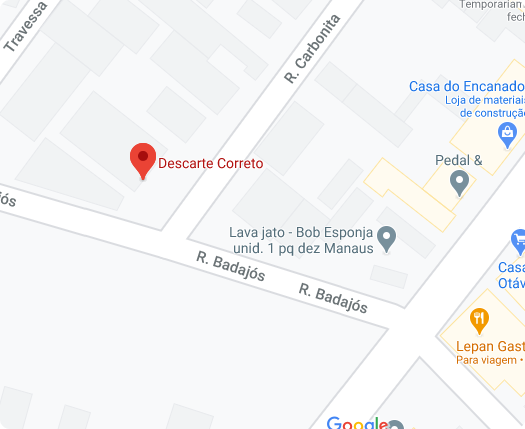 Temporarian
fech
Travessa
R. Carbonita
Casa do Encanado
Loja de materiais
de construção
Descarte Correto
Pedal &
Lava jato - Bob Esponja
unid. 1 pq dez Manaus
R. Badajós
R. Badajós
Casa
Otáv
Lepan Gast
Para viagem •
Google